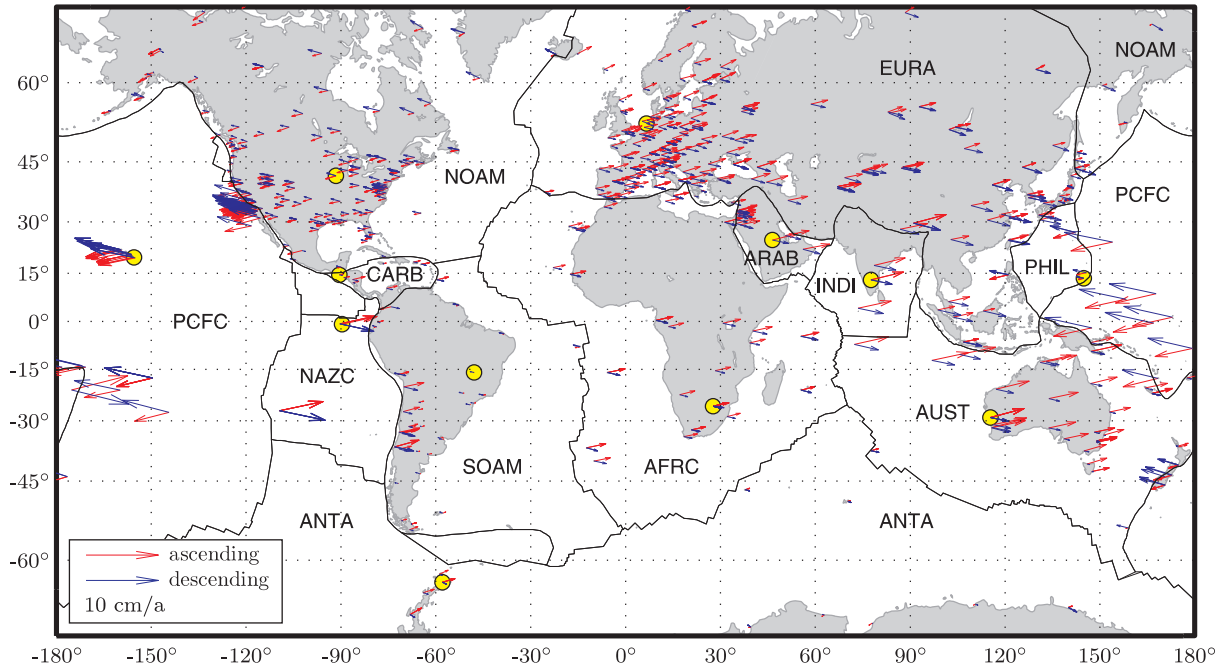 60°
45°
30°
15°
0°
-15°
-30°
-45°
-60°
NOAM
EURA
NOAM
PCFC
ARAB
PHIL
CARB
INDI
PCFC
NAZC
AUST
SOAM
AFRC
ANTA
ANTA
ascending
descending
10 cm/a
-180° -150° -120° -90° -60° -30° 0° 30° 60° 90° 120° 150° 180°